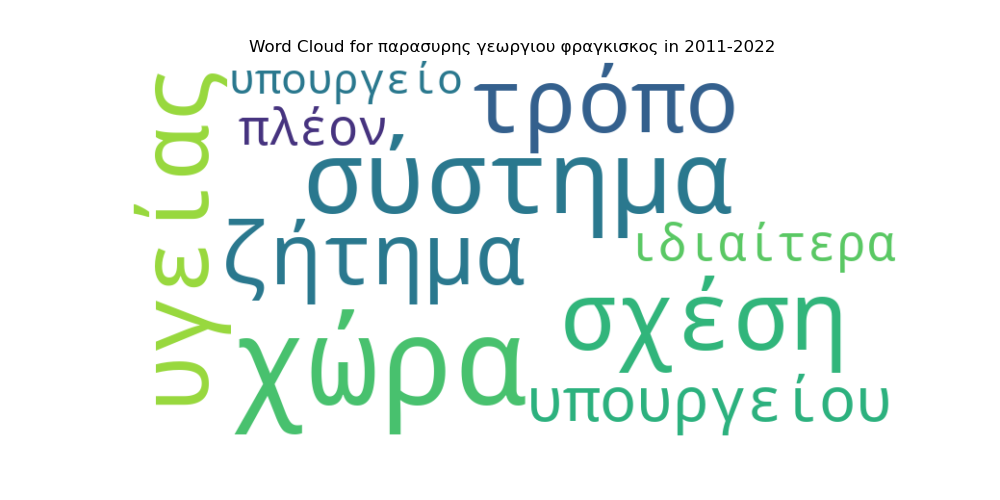 Word Cloud for παρασυρης γεωργιου φραγκισκος in 2011-2022
υπουργείο
τρόπο
πλέον
σύστημα
υγείας
ζήτημα
ιδιαίτερα
σχέση
χώρα
υπουργείου